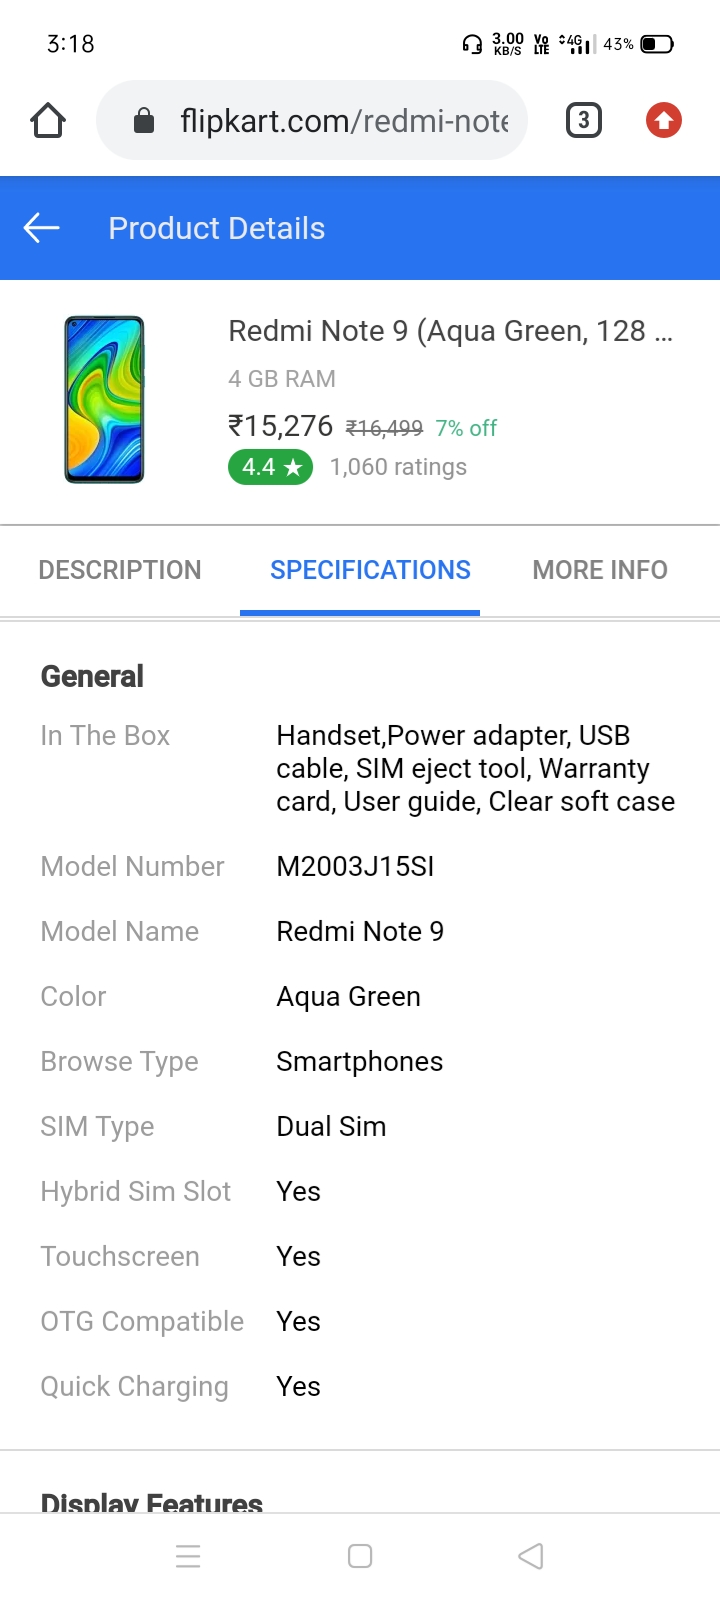 3:18
3.00 KB/S Vo LTE 4G 43%
flipkart.com/redmi-note
3
Product Details
Redmi Note 9 (Aqua Green, 128 ...
4 GB RAM
₹15,276 ₹16,499 7% off
4.4 ★ 1,060 ratings
DESCRIPTION SPECIFICATIONS MORE INFO
General
In The Box Handset,Power adapter, USB
cable, SIM eject tool, Warranty
card, User guide, Clear soft case
Model Number M2003J15SI
Model Name Redmi Note 9
Color Aqua Green
Browse Type Smartphones
SIM Type Dual Sim
Hybrid Sim Slot Yes
Touchscreen Yes
OTG Compatible Yes
Quick Charging Yes
Display Features